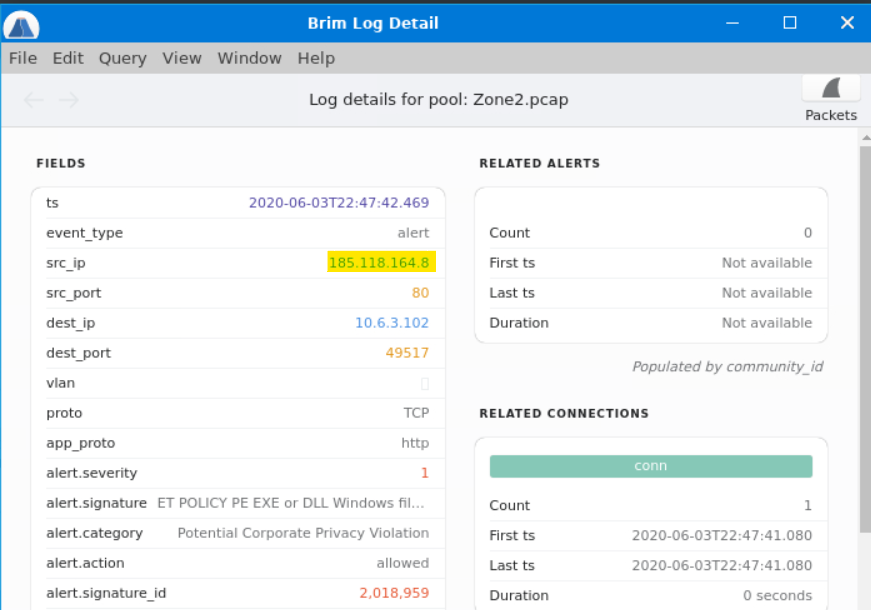 Brim Log Detail
File Edit Query View Window Help
Log details for pool: Zone2.pcap
Packets
FIELDS
ts 2020-06-03T22:47:42.469
event_type alert
src_ip 185.118.164.8
src_port 80
dest_ip 10.6.3.102
dest_port 49517
vlan
proto TCP
app_proto http
alert.severity 1
alert.signature ET POLICY PE EXE or DLL Windows fil...
alert.category Potential Corporate Privacy Violation
alert.action allowed
alert.signature_id 2,018,959
RELATED ALERTS
Count 0
First ts Not available
Last ts Not available
Duration Not available
Populated by community_id
RELATED CONNECTIONS
conn
Count 1
First ts 2020-06-03T22:47:41.080
Last ts 2020-06-03T22:47:41.080
Duration 0 seconds